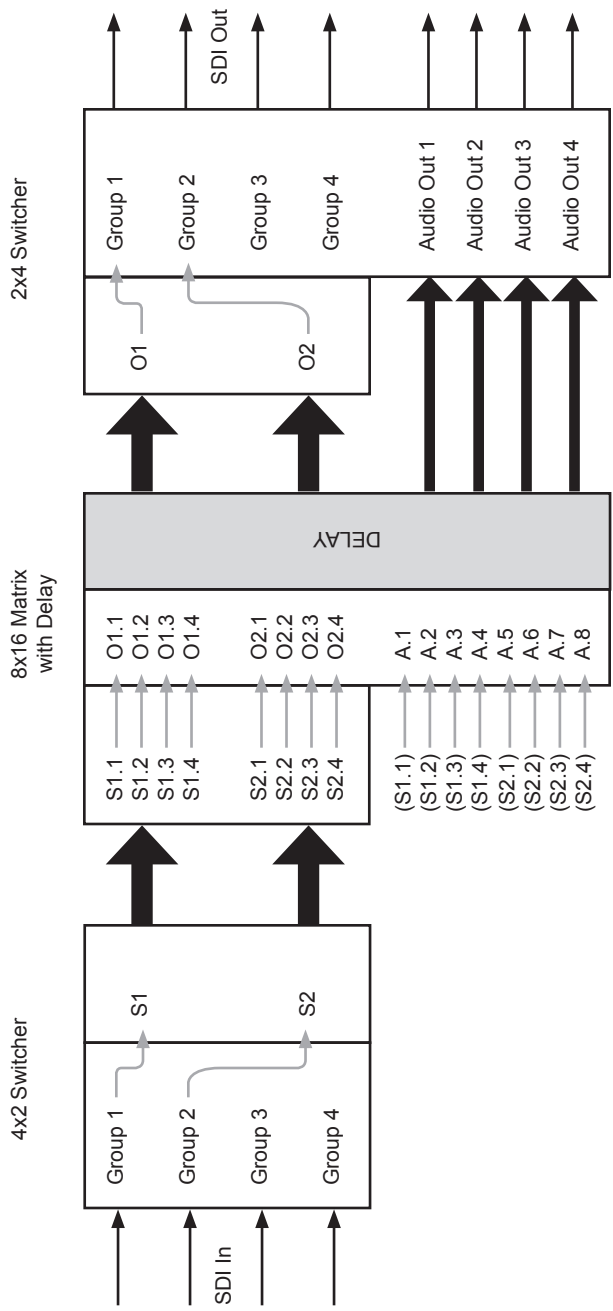 4x2 Switcher
SDI In
Group 1
Group 2
Group 3
Group 4
S1
S2
8x16 Matrix
with Delay
S1.1
S1.2
S1.3
S1.4
S2.1
S2.2
S2.3
S2.4
(S1.1)
(S1.2)
(S1.3)
(S1.4)
(S2.1)
(S2.2)
(S2.3)
(S2.4)
O1.1
O1.2
O1.3
O1.4
O2.1
O2.2
O2.3
O2.4
A.1
A.2
A.3
A.4
A.5
A.6
A.7
A.8
DELAY
2x4 Switcher
O1
O2
Group 1
Group 2
Group 3
Group 4
Audio Out 1
Audio Out 2
Audio Out 3
Audio Out 4
SDI Out